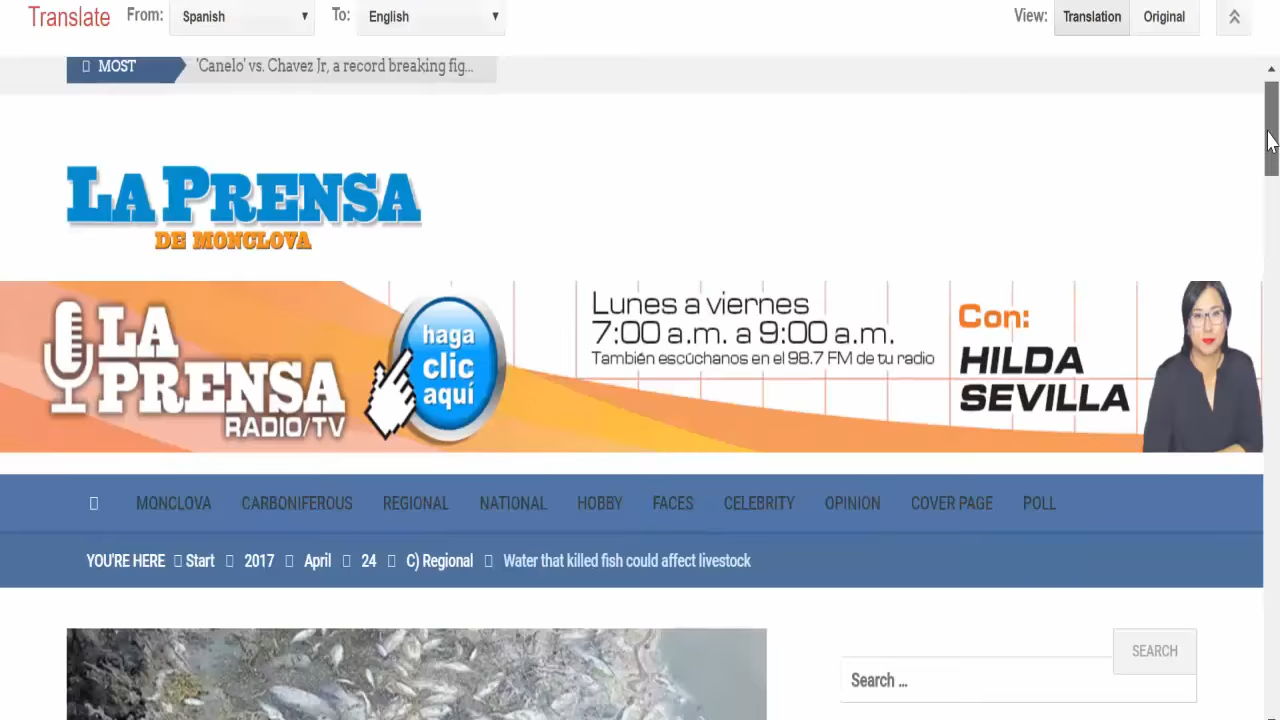 Translate From: Spanish To: English View: Translation Original
MOST 'Canelo' vs. Chavez Jr, a record breaking fig...
LA PRENSA
DE MONCLOVA
LA
PRENSA
RADIO/TV
haga
clic
aquí
Lunes a viernes
7:00 a.m. a 9:00 a.m.
También escúchanos en el 98.7 FM de tu radio
Con:
HILDA
SEVILLA
MONCLOVA CARBONIFEROUS REGIONAL NATIONAL HOBBY FACES CELEBRITY OPINION COVER PAGE POLL
YOU'RE HERE Start 2017 April 24 C) Regional Water that killed fish could affect livestock
SEARCH
Search ...